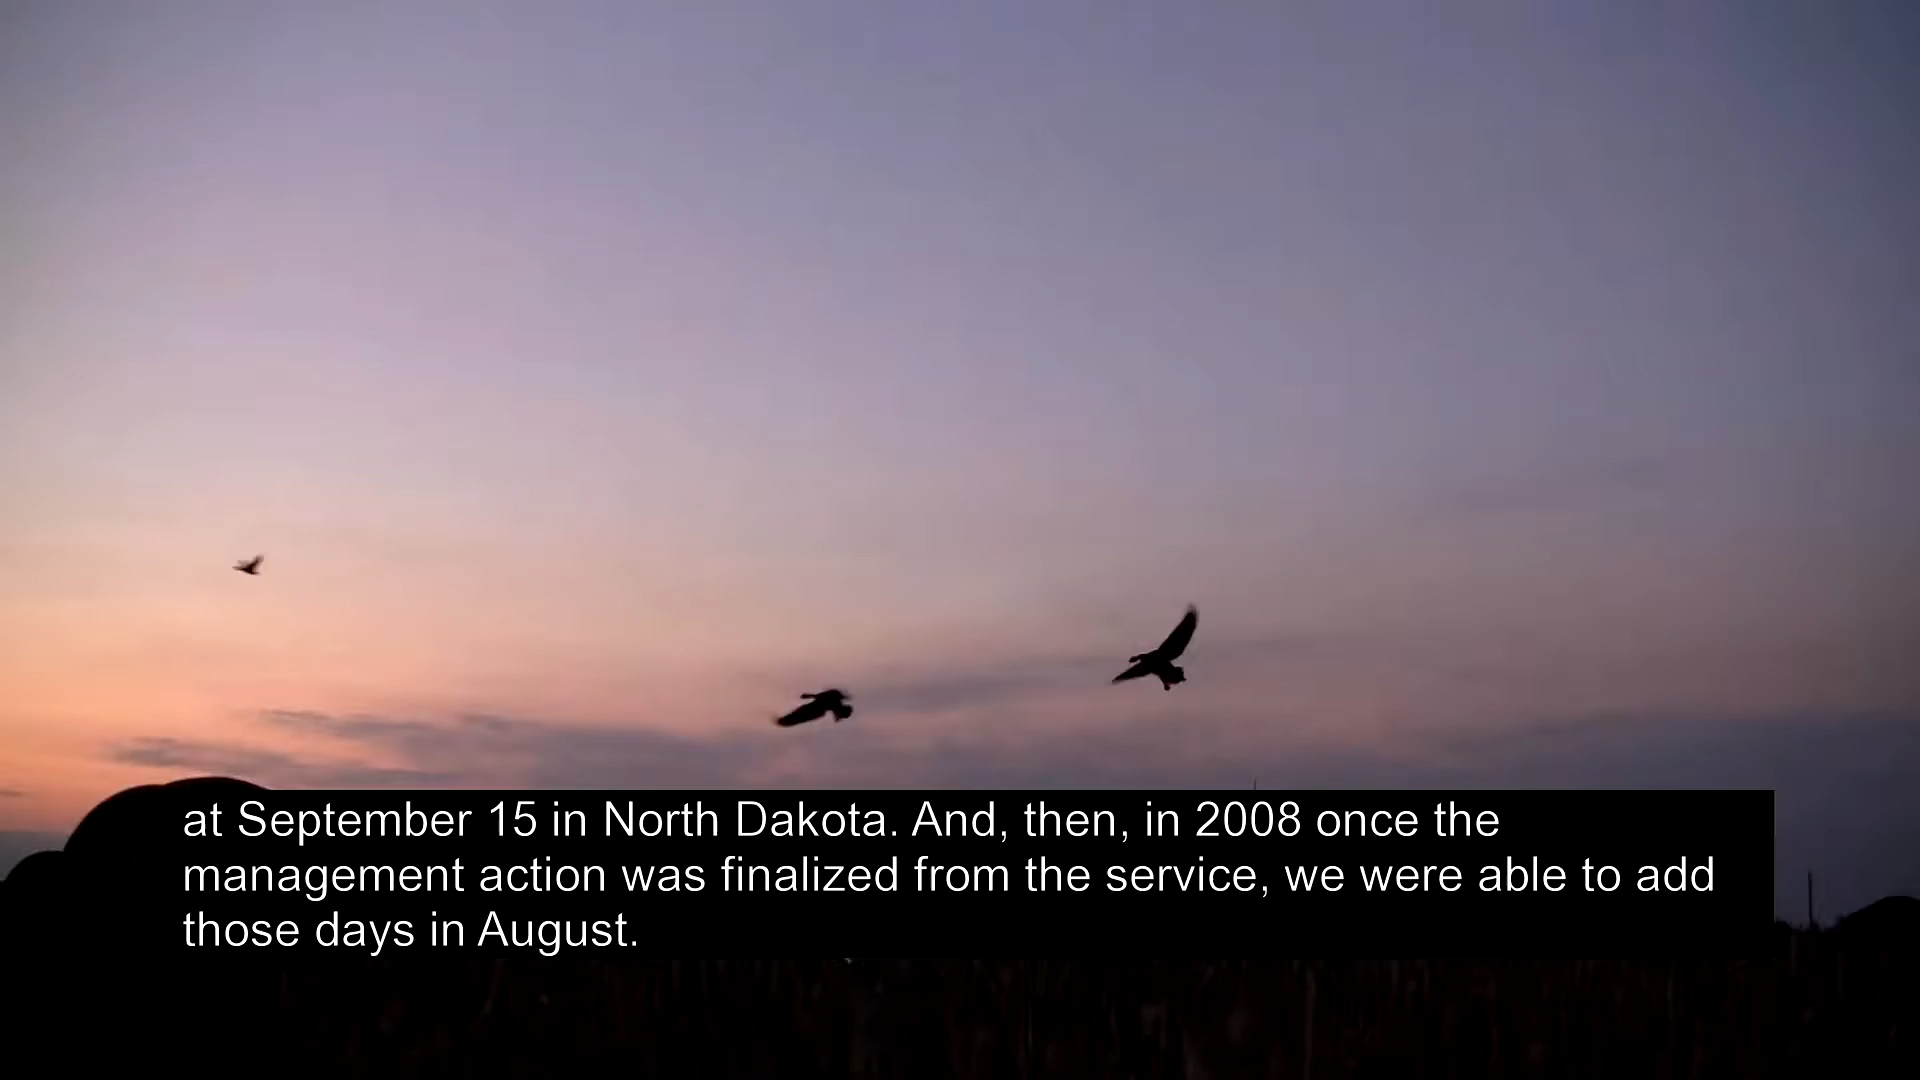 at September 15 in North Dakota. And, then, in 2008 once the
management action was finalized from the service, we were able to add
those days in August.